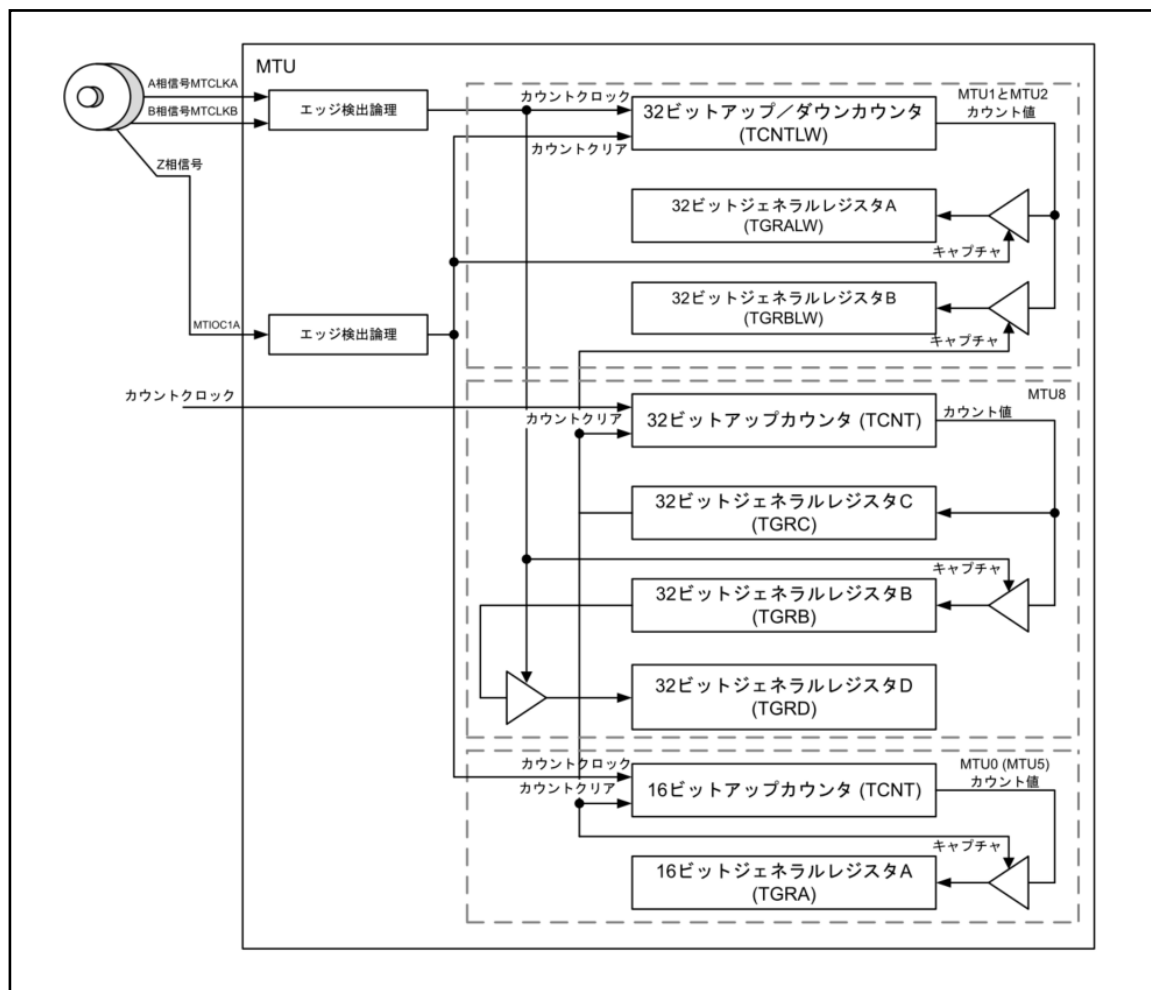 MTU
A相信号MTCLKA
B相信号MTCLKB
エッジ検出論理
Z相信号
カウントクロック
カウントクリア
32ビットアップ／ダウンカウンタ
(TCNTLW)
MTU1とMTU2
カウント値
32ビットジェネラルレジスタA
(TGRALW)
キャプチャ
32ビットジェネラルレジスタB
(TGRBLW)
キャプチャ
MTIOC1A
エッジ検出論理
カウントクロック
カウントクリア
MTU8
32ビットアップカウンタ (TCNT)
カウント値
32ビットジェネラルレジスタC
(TGRC)
キャプチャ
32ビットジェネラルレジスタB
(TGRB)
32ビットジェネラルレジスタD
(TGRD)
カウントクロック
カウントクリア
16ビットアップカウンタ (TCNT)
MTU0 (MTU5)
カウント値
キャプチャ
16ビットジェネラルレジスタA
(TGRA)